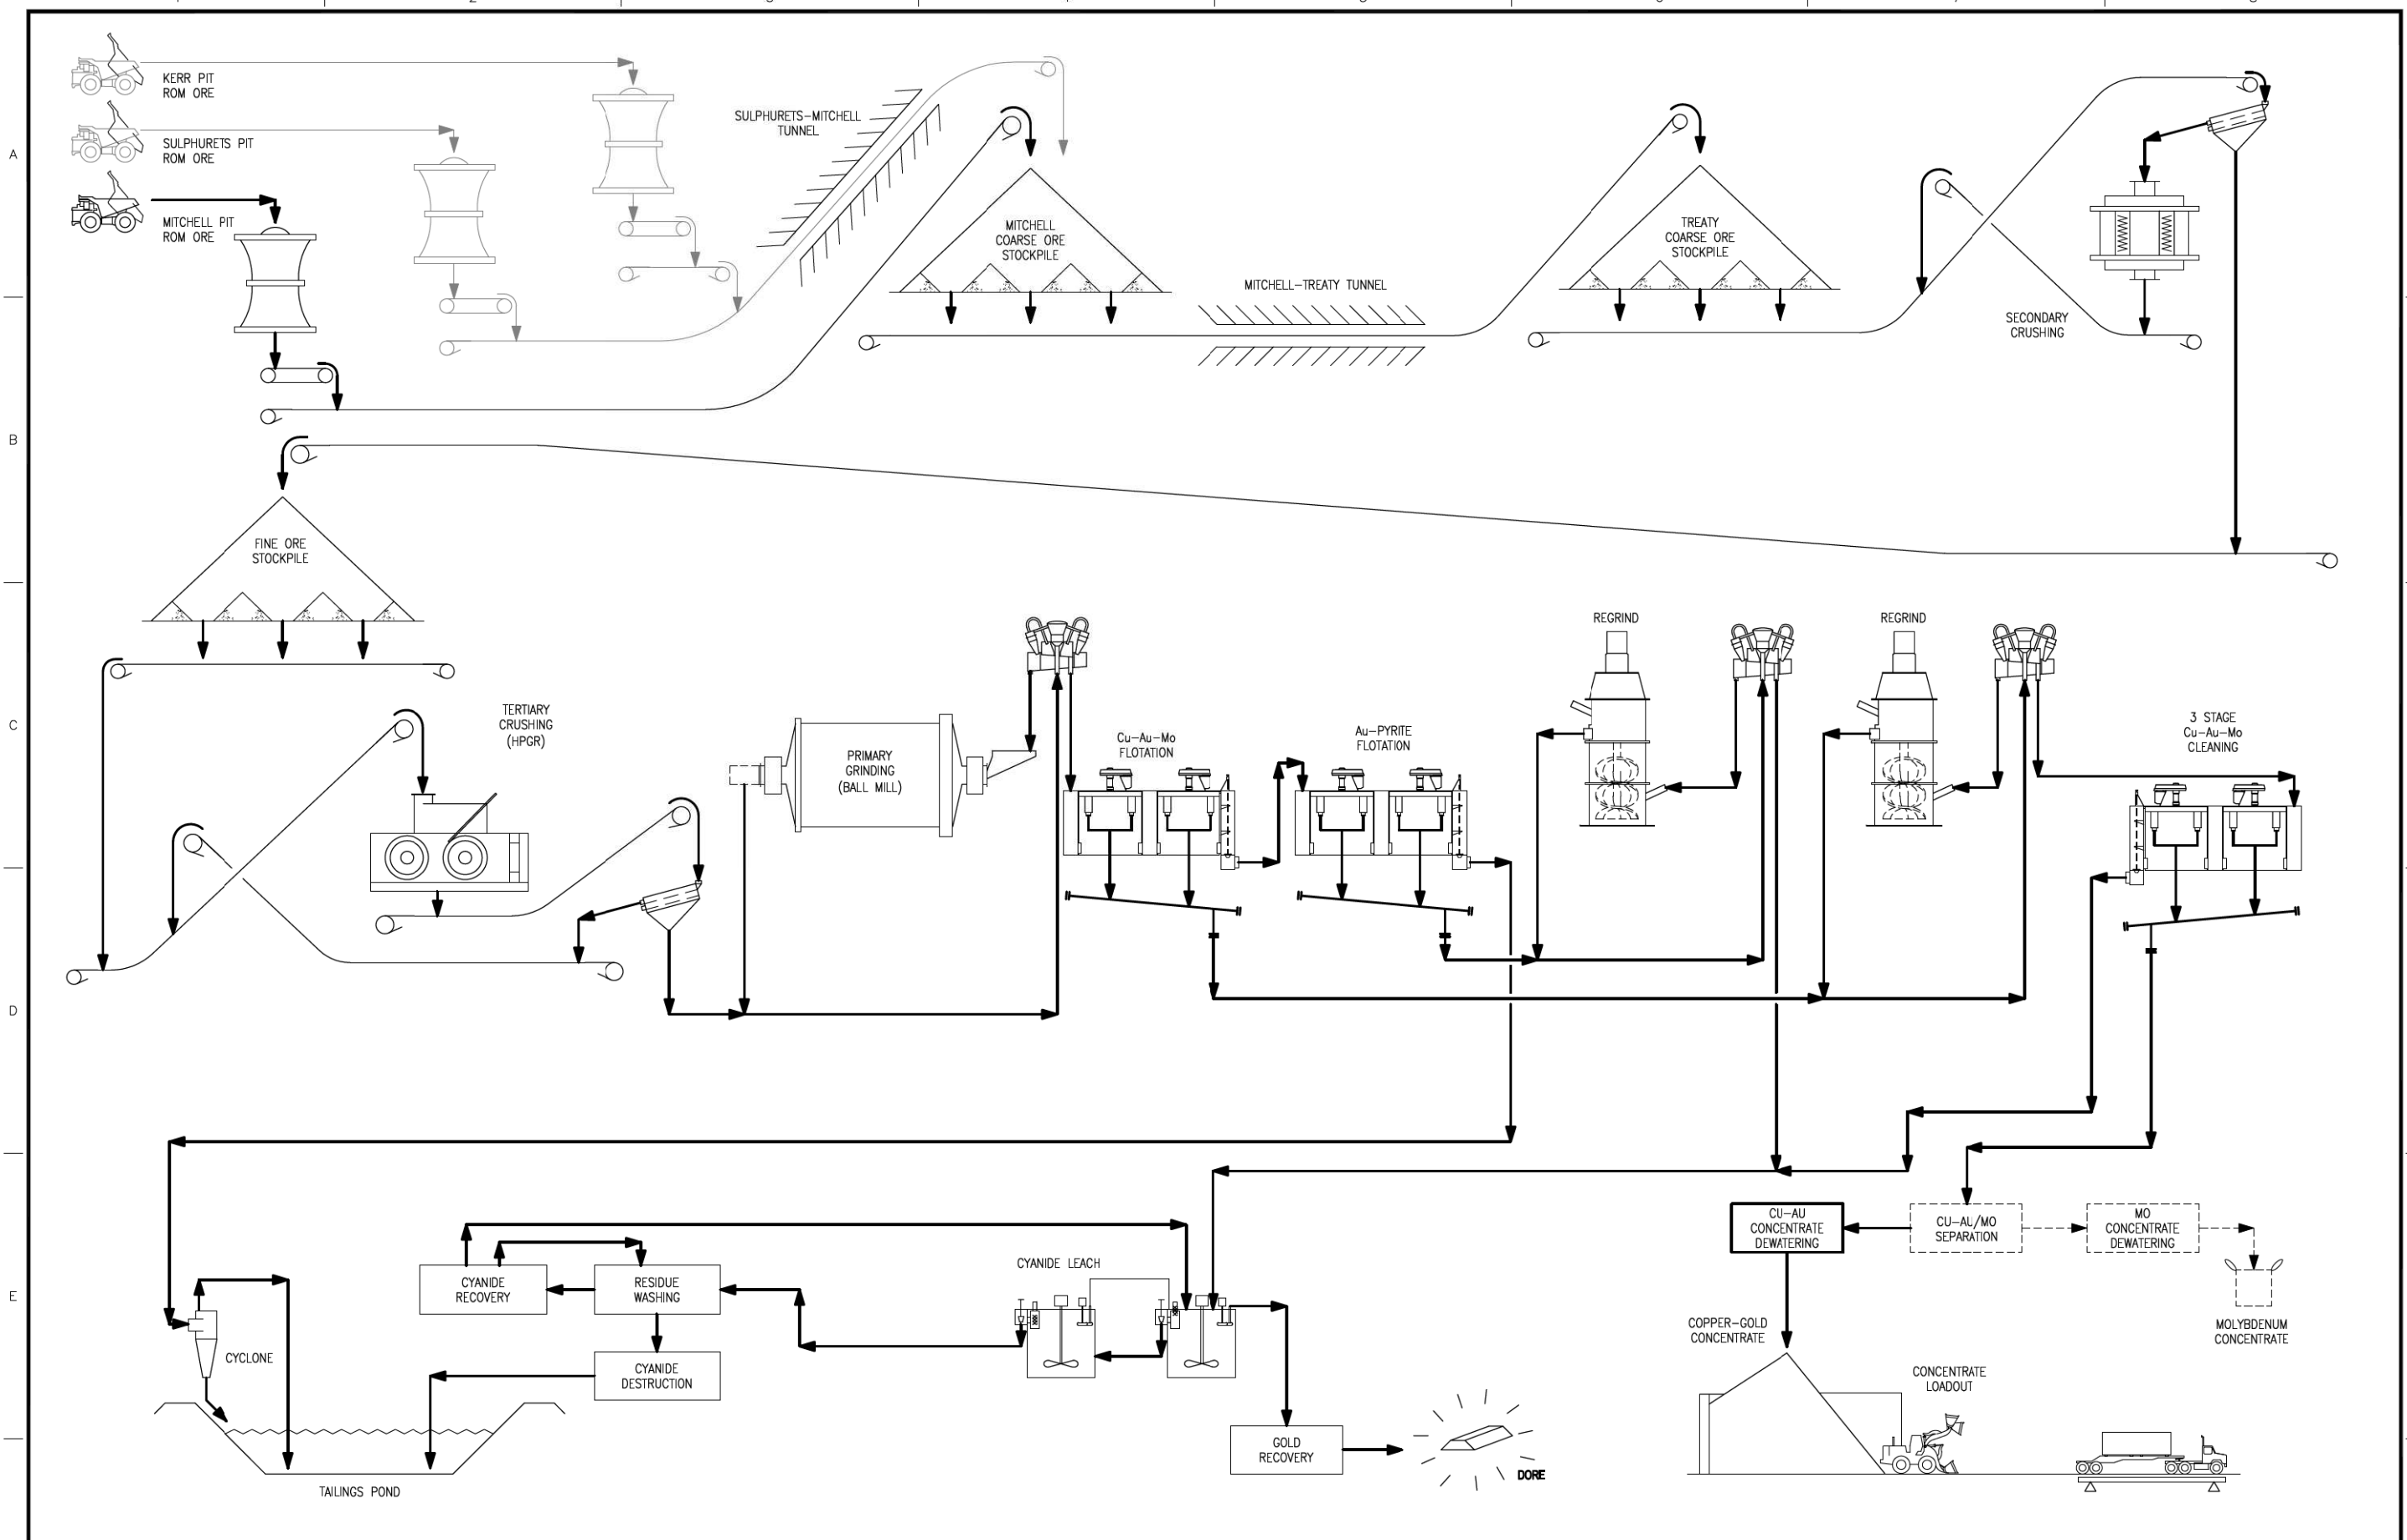 KERR PIT
ROM ORE
SULPHURETS PIT
ROM ORE
MITCHELL PIT
ROM ORE
SULPHURETS-MITCHELL
TUNNEL
MITCHELL
COARSE ORE
STOCKPILE
MITCHELL-TREATY TUNNEL
TREATY
COARSE ORE
STOCKPILE
SECONDARY
CRUSHING
A
B
FINE ORE
STOCKPILE
C
TERTIARY
CRUSHING
(HPGR)
PRIMARY
GRINDING
(BALL MILL)
Cu-Au-Mo
FLOTATION
Au-PYRITE
FLOTATION
REGRIND
REGRIND
3 STAGE
Cu-Au-Mo
CLEANING
D
E
CYANIDE
RECOVERY
RESIDUE
WASHING
CYANIDE LEACH
CU-AU
CONCENTRATE
DEWATERING
CU-AU/MO
SEPARATION
MO
CONCENTRATE
DEWATERING
CYCLONE
CYANIDE
DESTRUCTION
COPPER-GOLD
CONCENTRATE
MOLYBDENUM
CONCENTRATE
CONCENTRATE
LOADOUT
GOLD
RECOVERY
DORE
TAILINGS POND